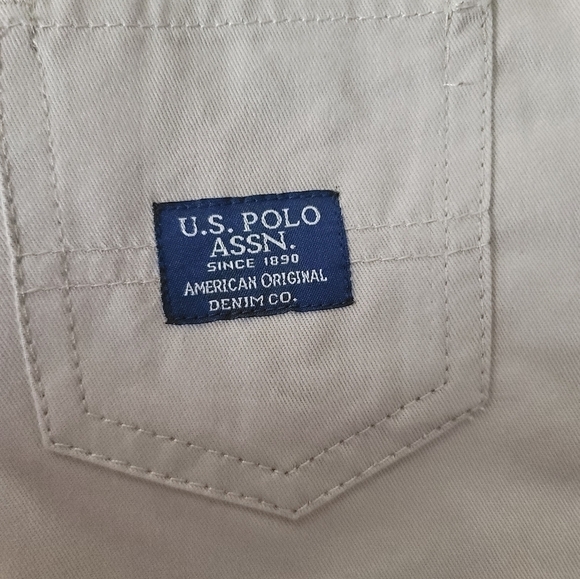 U.S. POLO
ASSN.
SINCE 1890
AMERICAN ORIGINAL
DENIM CO.